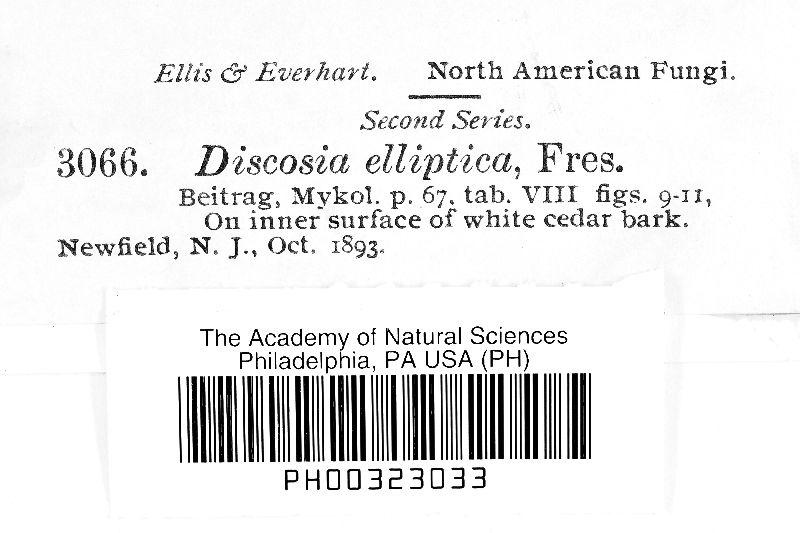 Ellis & Everhart. North American Fungi.
Second Series.
3066. Discosia elliptica, Fres.
Beitrag, Mykol. p. 67, tab. VIII figs. 9-11,
On inner surface of white cedar bark.
Newfield, N. J., Oct. 1893.
The Academy of Natural Sciences
Philadelphia, PA USA (PH)
PH00323033